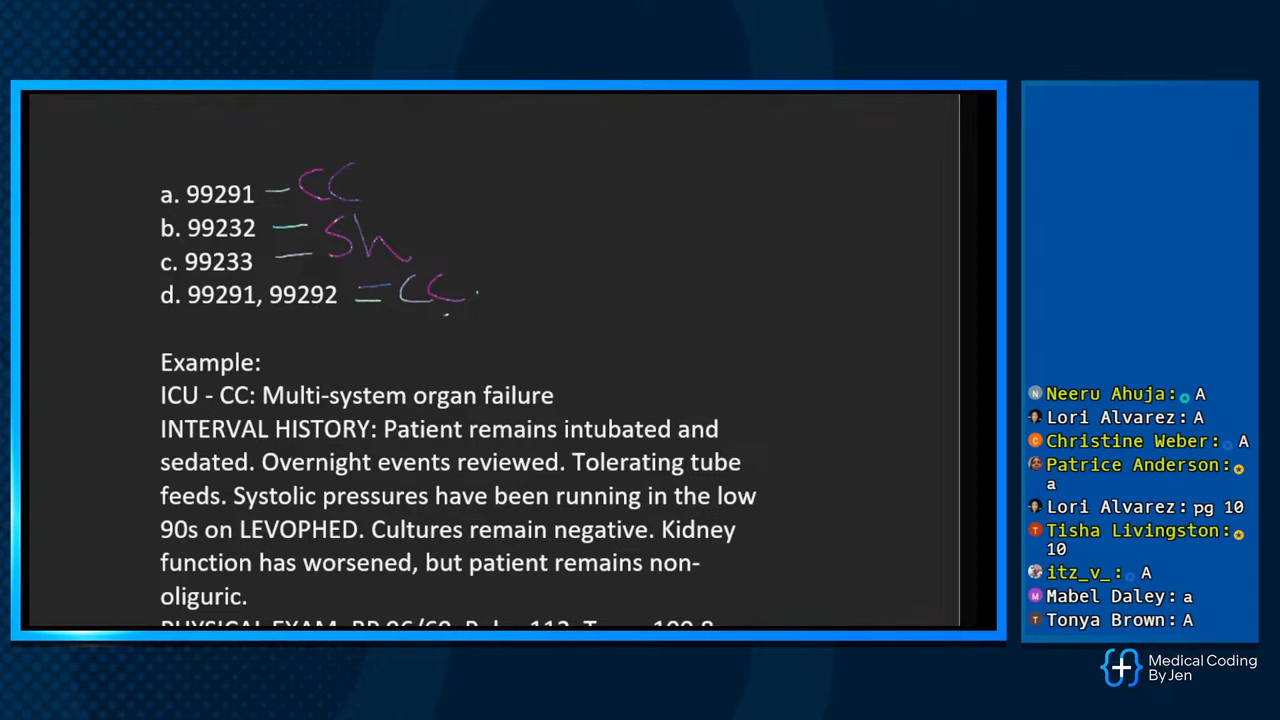 a. 99291 – CC
b. 99232 – Sh
c. 99233 –
d. 99291, 99292 = CC
Example:
ICU - CC: Multi-system organ failure
INTERVAL HISTORY: Patient remains intubated and
sedated. Overnight events reviewed. Tolerating tube
feeds. Systolic pressures have been running in the low
90s on LEVOPHED. Cultures remain negative. Kidney
function has worsened, but patient remains non-
oliguric.
Neeru Ahuja: A
Lori Alvarez: A
Christine Weber: A
Patrice Anderson:
a
Lori Alvarez: pg 10
Tisha Livingston:
10
itz_v_: A
Mabel Daley: a
Tonya Brown: A
Medical Coding
By Jen